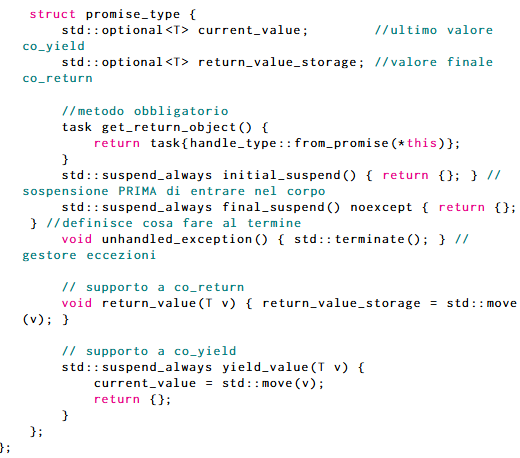 struct promise_type {
std::optional<T> current_value; //ultimo valore
co_yield
std::optional<T> return_value_storage; //valore finale
co_return
//metodo obbligatorio
task get_return_object() {
return task{handle_type::from_promise(*this)};
}
std::suspend_always initial_suspend() { return {}; } //
sospensione PRIMA di entrare nel corpo
std::suspend_always final_suspend() noexcept { return {};
} //definisce cosa fare al termine
void unhandled_exception() { std::terminate(); } //
gestore eccezioni
// supporto a co_return
void return_value(T v) { return_value_storage = std::move
(v); }
// supporto a co_yield
std::suspend_always yield_value(T v) {
current_value = std::move(v);
return {};
}
};
};